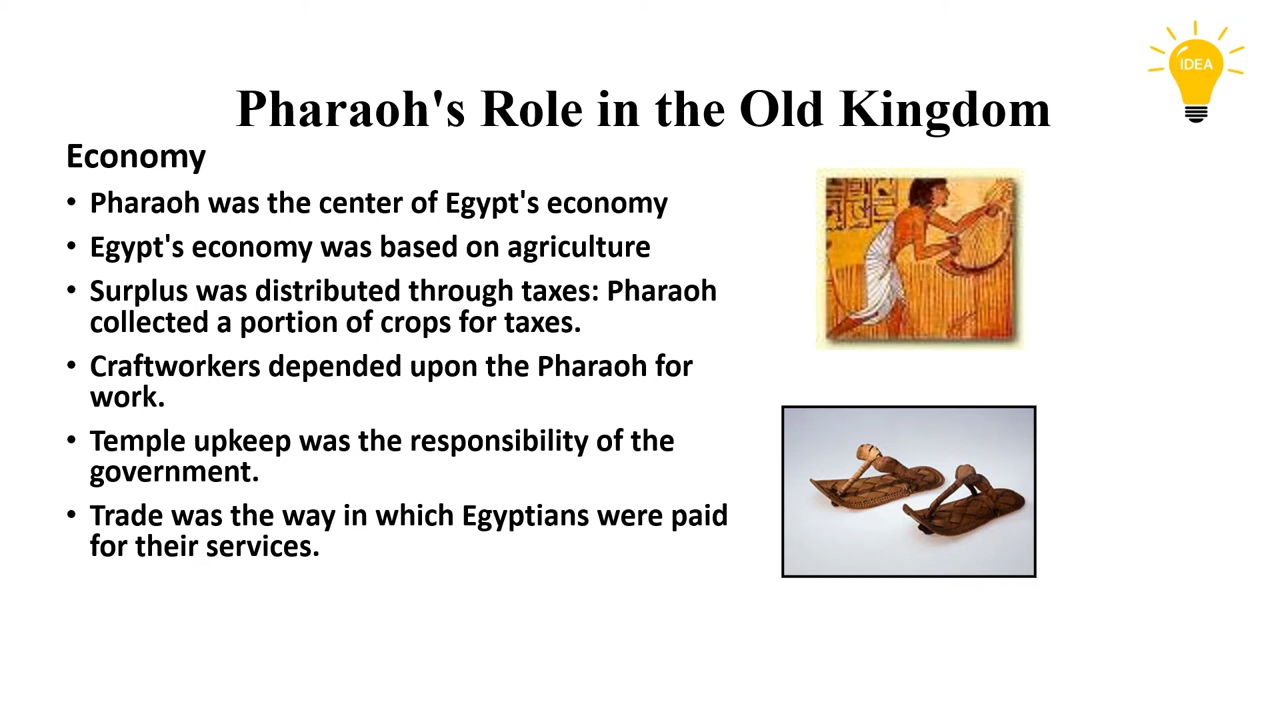 IDEA
Pharaoh's Role in the Old Kingdom
Economy
• Pharaoh was the center of Egypt's economy
• Egypt's economy was based on agriculture
• Surplus was distributed through taxes: Pharaoh
collected a portion of crops for taxes.
• Craftworkers depended upon the Pharaoh for
work.
• Temple upkeep was the responsibility of the
government.
• Trade was the way in which Egyptians were paid
for their services.